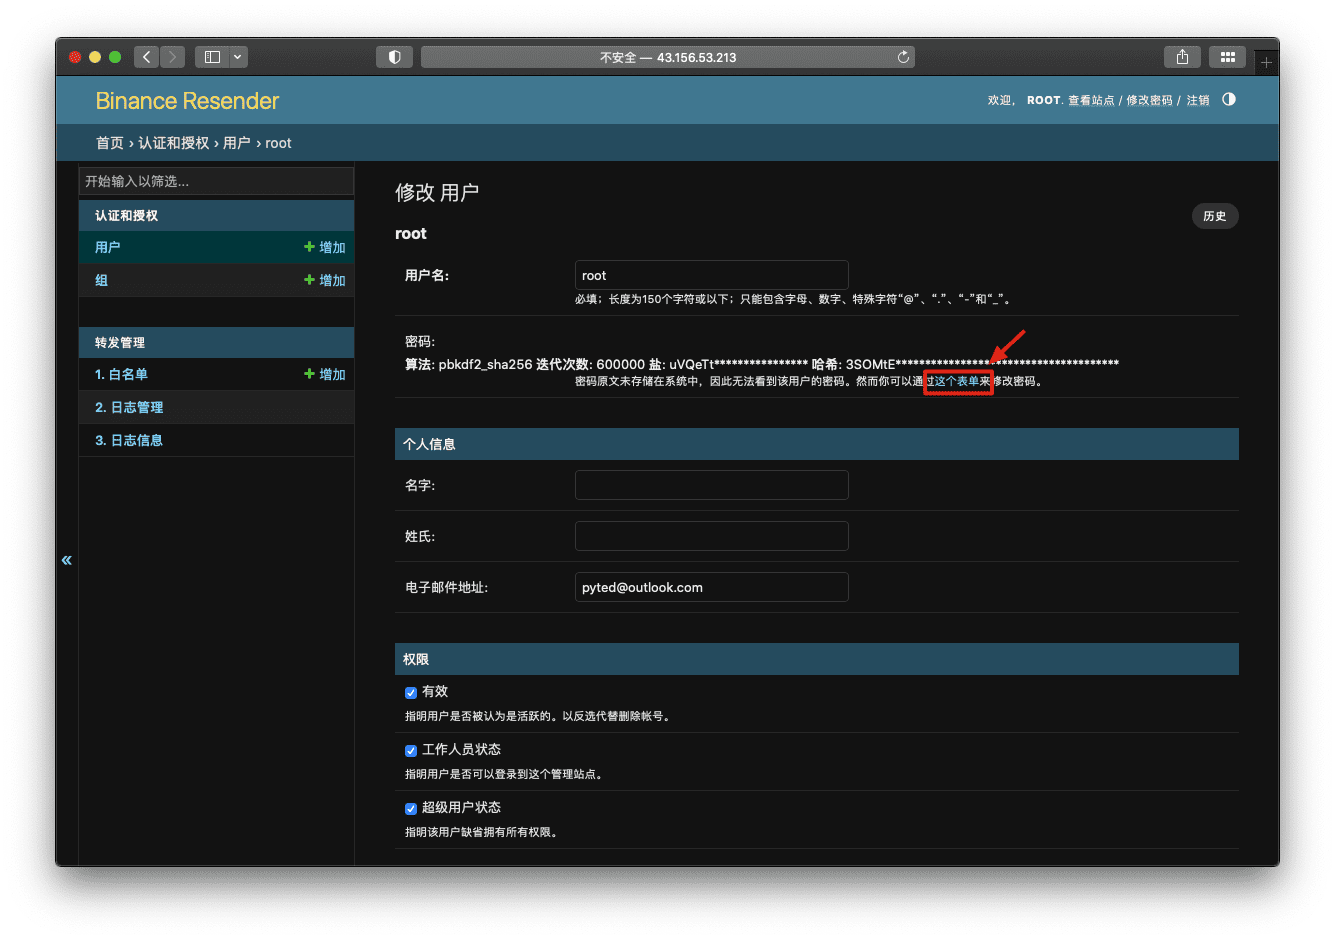 不安全 — 43.156.53.213
Binance Resender
欢迎， ROOT. 查看站点 / 修改密码 / 注销
首页 › 认证和授权 › 用户 › root
开始输入以筛选...
认证和授权
用户 增加
组 增加
转发管理
1. 白名单 增加
2. 日志管理
3. 日志信息
«
修改 用户
历史
root
用户名: root
必填；长度为150个字符或以下；只能包含字母、数字、特殊字符“@”、“.”、“-”和“_”。
密码:
算法: pbkdf2_sha256 迭代次数: 600000 盐: uVQeTt**************** 哈希: 3SOMtE**************************************
密码原文未存储在系统中，因此无法看到该用户的密码。然而你可以通过这个表单来修改密码。
个人信息
名字:
姓氏:
电子邮件地址: pyted@outlook.com
权限
有效
指明用户是否被认为是活跃的。以反选代替删除帐号。
工作人员状态
指明用户是否可以登录到这个管理站点。
超级用户状态
指明该用户缺省拥有所有权限。